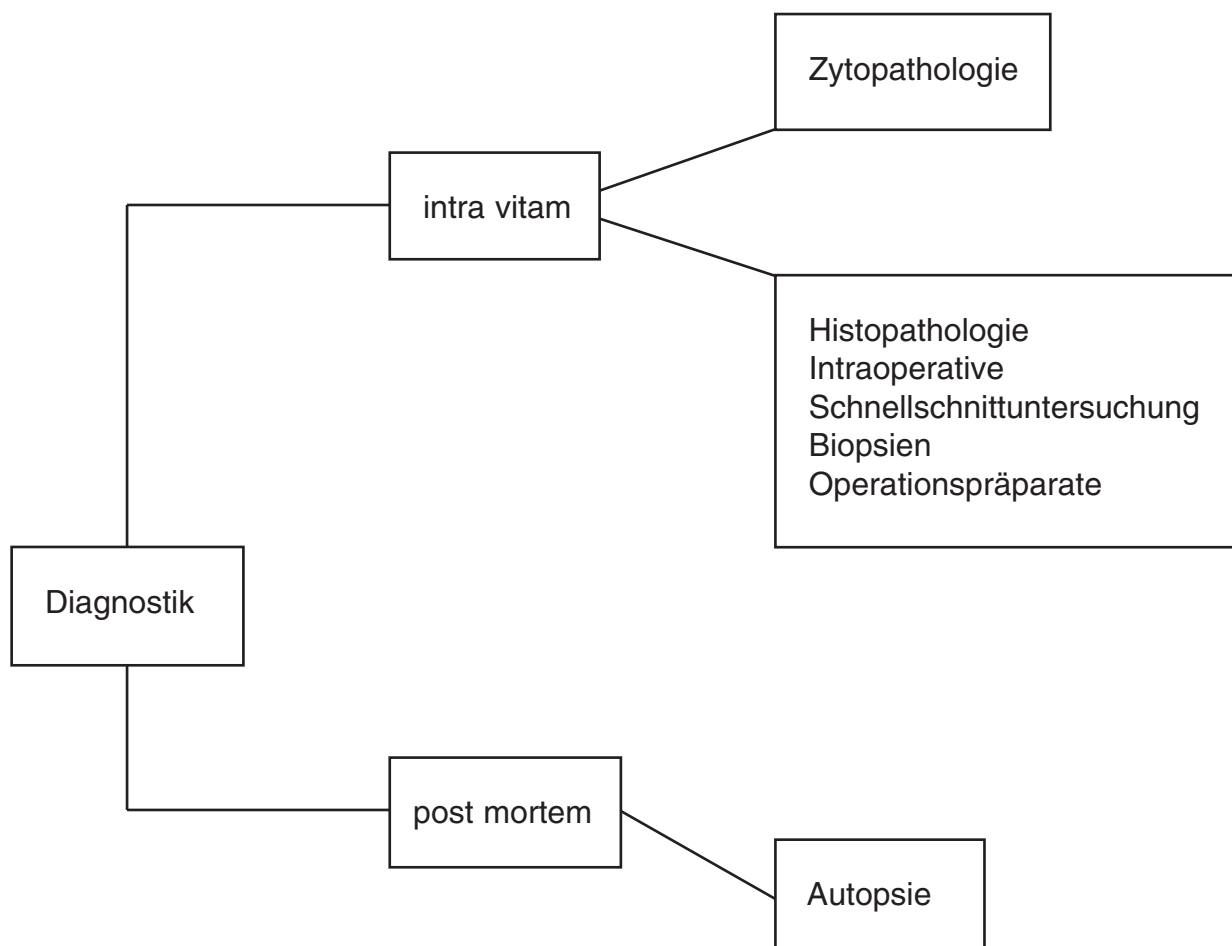 Zytopathologie
intra vitam
Histopathologie
Intraoperative
Schnellschnittuntersuchung
Biopsien
Operationspräparate
Diagnostik
post mortem
Autopsie